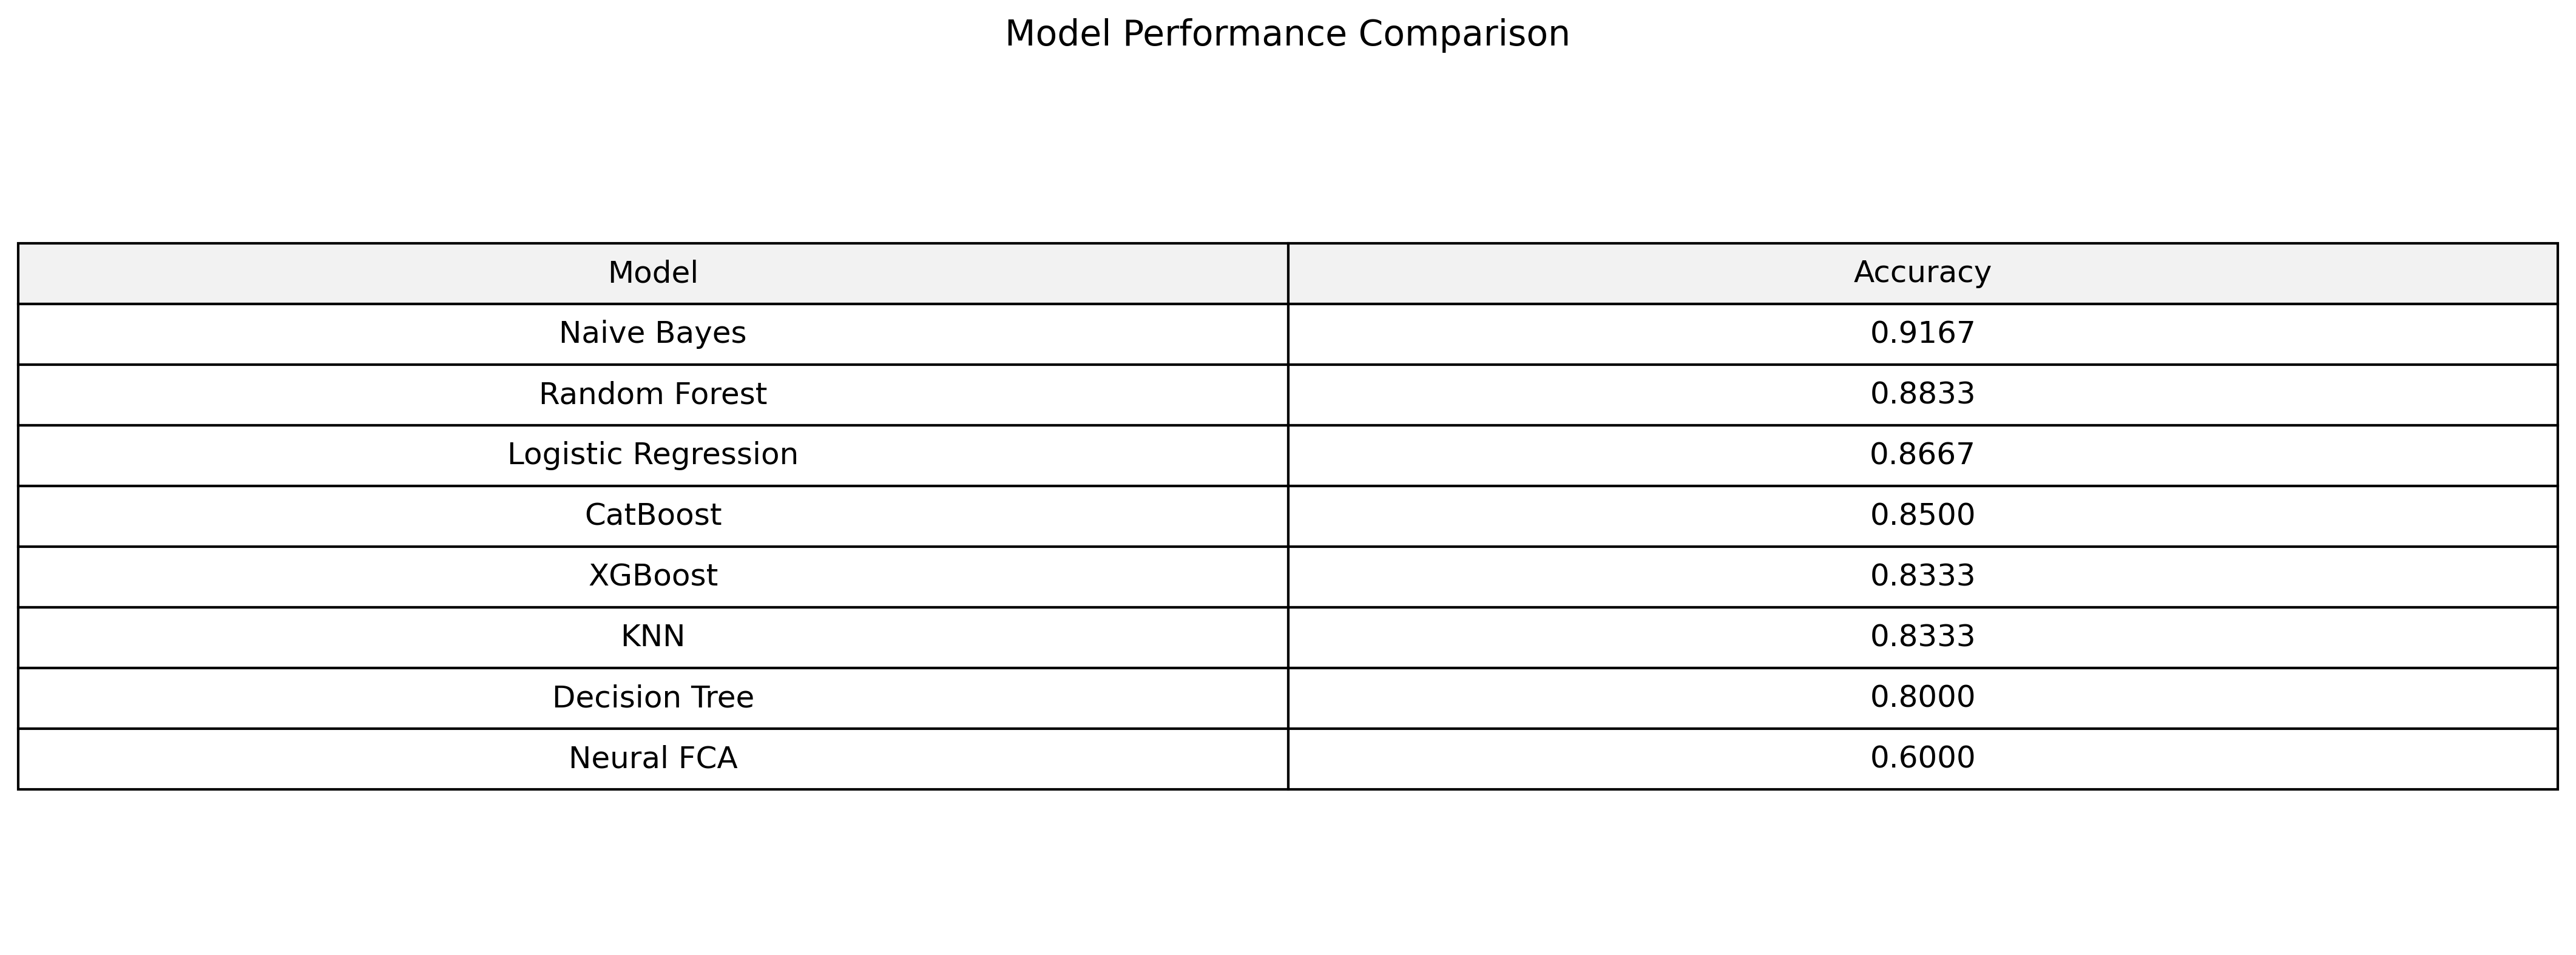 Model Performance Comparison
Model Accuracy
Naive Bayes 0.9167
Random Forest 0.8833
Logistic Regression 0.8667
CatBoost 0.8500
XGBoost 0.8333
KNN 0.8333
Decision Tree 0.8000
Neural FCA 0.6000